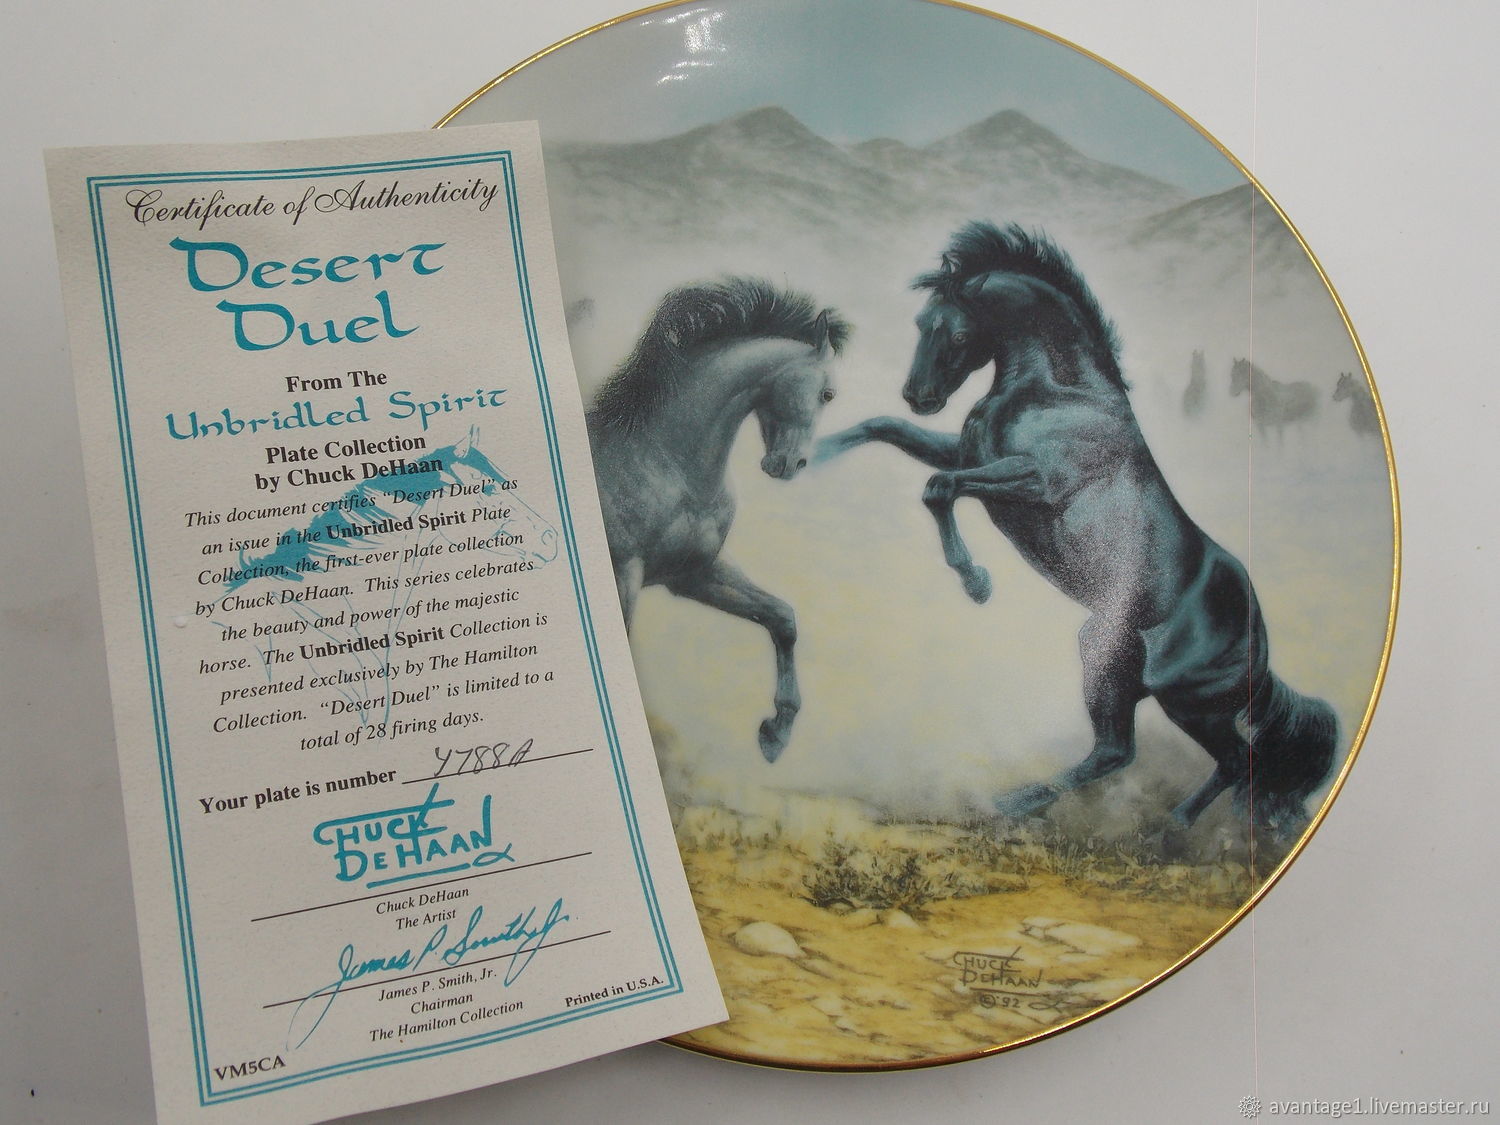 Certificate of Authenticity
Desert
Duel
From The
Unbridled Spirit
Plate Collection
by Chuck DeHaan
This document certifies "Desert Duel" as
an issue in the Unbridled Spirit Plate
Collection, the first-ever plate collection
by Chuck DeHaan. This series celebrates
the beauty and power of the majestic
horse. The Unbridled Spirit Collection is
presented exclusively by The Hamilton
Collection. "Desert Duel" is limited to a
total of 28 firing days.
Your plate is number 4788A
CHUCK
DEHAAN
Chuck DeHaan
The Artist
James P. Smith Jr.
James P. Smith, Jr.
Chairman
The Hamilton Collection
Printed in U.S.A.
VM5CA
CHUCK
DEHAAN
© '92
avantage1.livemaster.ru